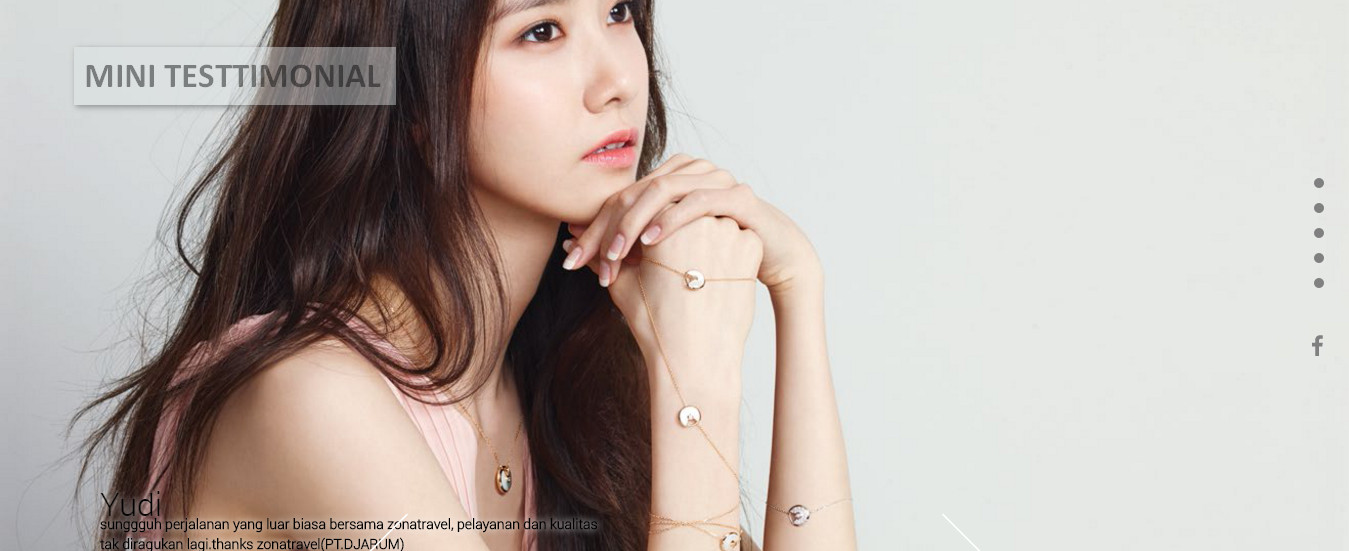 MINI TESTTIMONIAL
Yudi
sungguh perjalanan yang luar biasa bersama zonatravel, pelayanan dan kualitas
tak diragukan lagi.thanks zonatravel(PT.DJARUM)